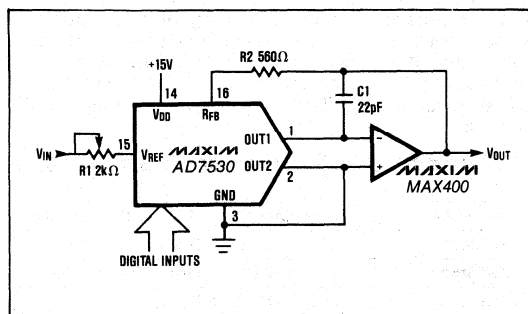 R2 560Ω
+15V
14
16
C1
22pF
VDD
RFB
1
OUT1
VIN
15
VREF
MAXIM
AD7530
R1 2kΩ
OUT2
2
−
+
VOUT
MAXIM
MAX400
GND
3
DIGITAL INPUTS